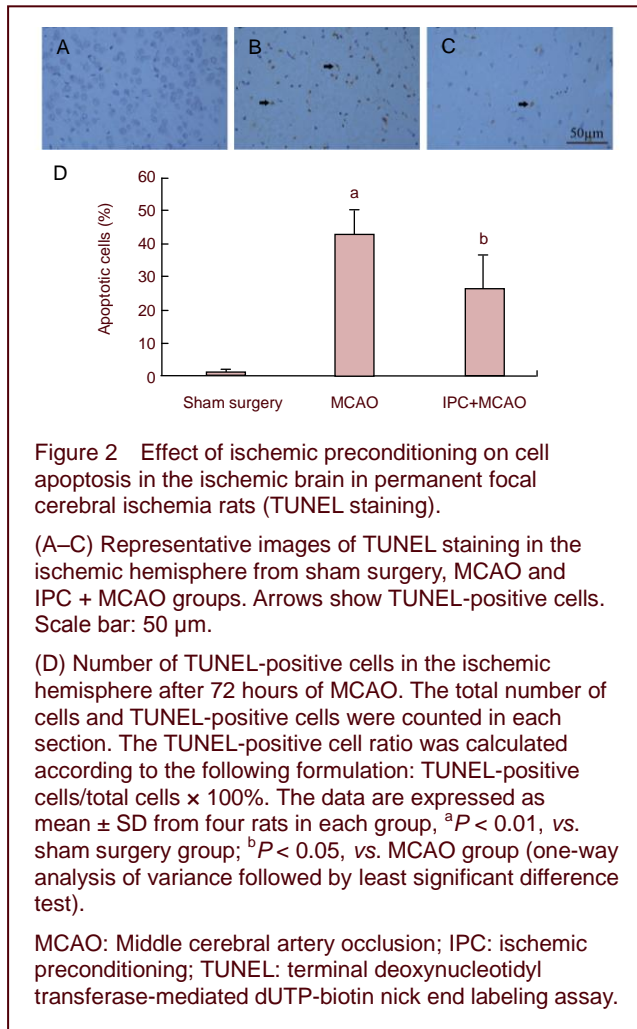 A
B
C
50μm
D
Apoptotic cells (%)
60
50
40
30
20
10
0
a
b
Sham surgery
MCAO
IPC+MCAO
Figure 2 Effect of ischemic preconditioning on cell
apoptosis in the ischemic brain in permanent focal
cerebral ischemia rats (TUNEL staining).
(A–C) Representative images of TUNEL staining in the
ischemic hemisphere from sham surgery, MCAO and
IPC + MCAO groups. Arrows show TUNEL-positive cells.
Scale bar: 50 μm.
(D) Number of TUNEL-positive cells in the ischemic
hemisphere after 72 hours of MCAO. The total number of
cells and TUNEL-positive cells were counted in each
section. The TUNEL-positive cell ratio was calculated
according to the following formulation: TUNEL-positive
cells/total cells × 100%. The data are expressed as
mean ± SD from four rats in each group, ᵃP < 0.01, vs.
sham surgery group; ᵇP < 0.05, vs. MCAO group (one-way
analysis of variance followed by least significant difference
test).
MCAO: Middle cerebral artery occlusion; IPC: ischemic
preconditioning; TUNEL: terminal deoxynucleotidyl
transferase-mediated dUTP-biotin nick end labeling assay.